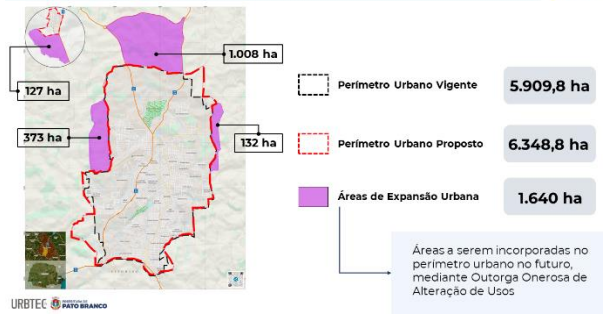 1.008 ha
127 ha
373 ha
132 ha
Perímetro Urbano Vigente
5.909,8 ha
Perímetro Urbano Proposto
6.348,8 ha
Áreas de Expansão Urbana
1.640 ha
Áreas a serem incorporadas no
perímetro urbano no futuro,
mediante Outorga Onerosa de
Alteração de Usos
URBTEC
PREFEITURA DE
PATO BRANCO